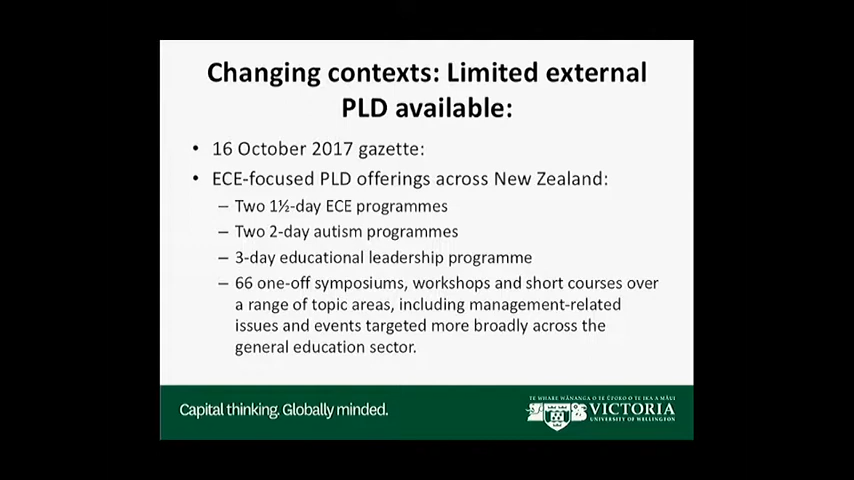 Changing contexts: Limited external
PLD available:
• 16 October 2017 gazette:
• ECE-focused PLD offerings across New Zealand:
– Two 1½-day ECE programmes
– Two 2-day autism programmes
– 3-day educational leadership programme
– 66 one-off symposiums, workshops and short courses over
a range of topic areas, including management-related
issues and events targeted more broadly across the
general education sector.
Capital thinking. Globally minded.
TE WHARE WĀNANGA O TE ŪPOKO O TE IKA A MĀUI
VICTORIA
UNIVERSITY OF WELLINGTON